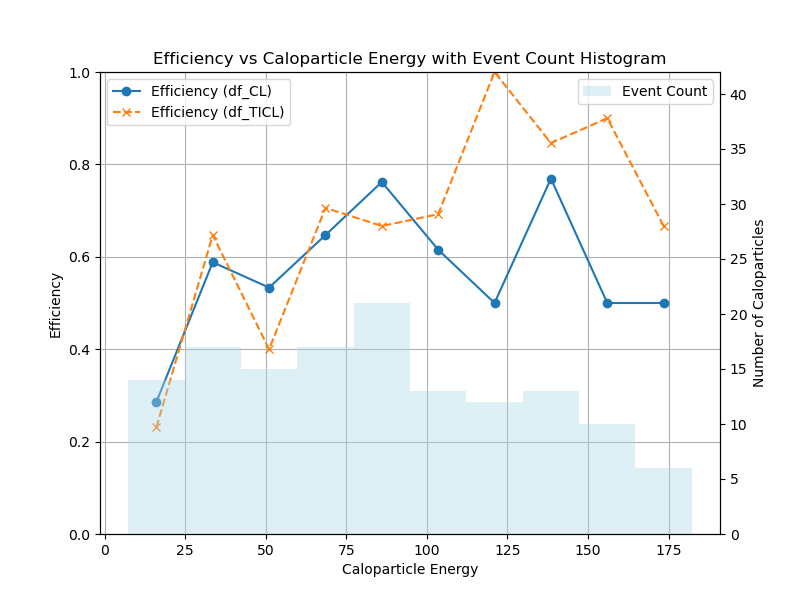 Efficiency vs Caloparticle Energy with Event Count Histogram
Efficiency (df_CL)
Efficiency (df_TICL)
Event Count
1.0
0.8
0.6
0.4
0.2
0.0
Efficiency
40
35
30
25
20
15
10
5
0
Number of Caloparticles
0 25 50 75 100 125 150 175
Caloparticle Energy